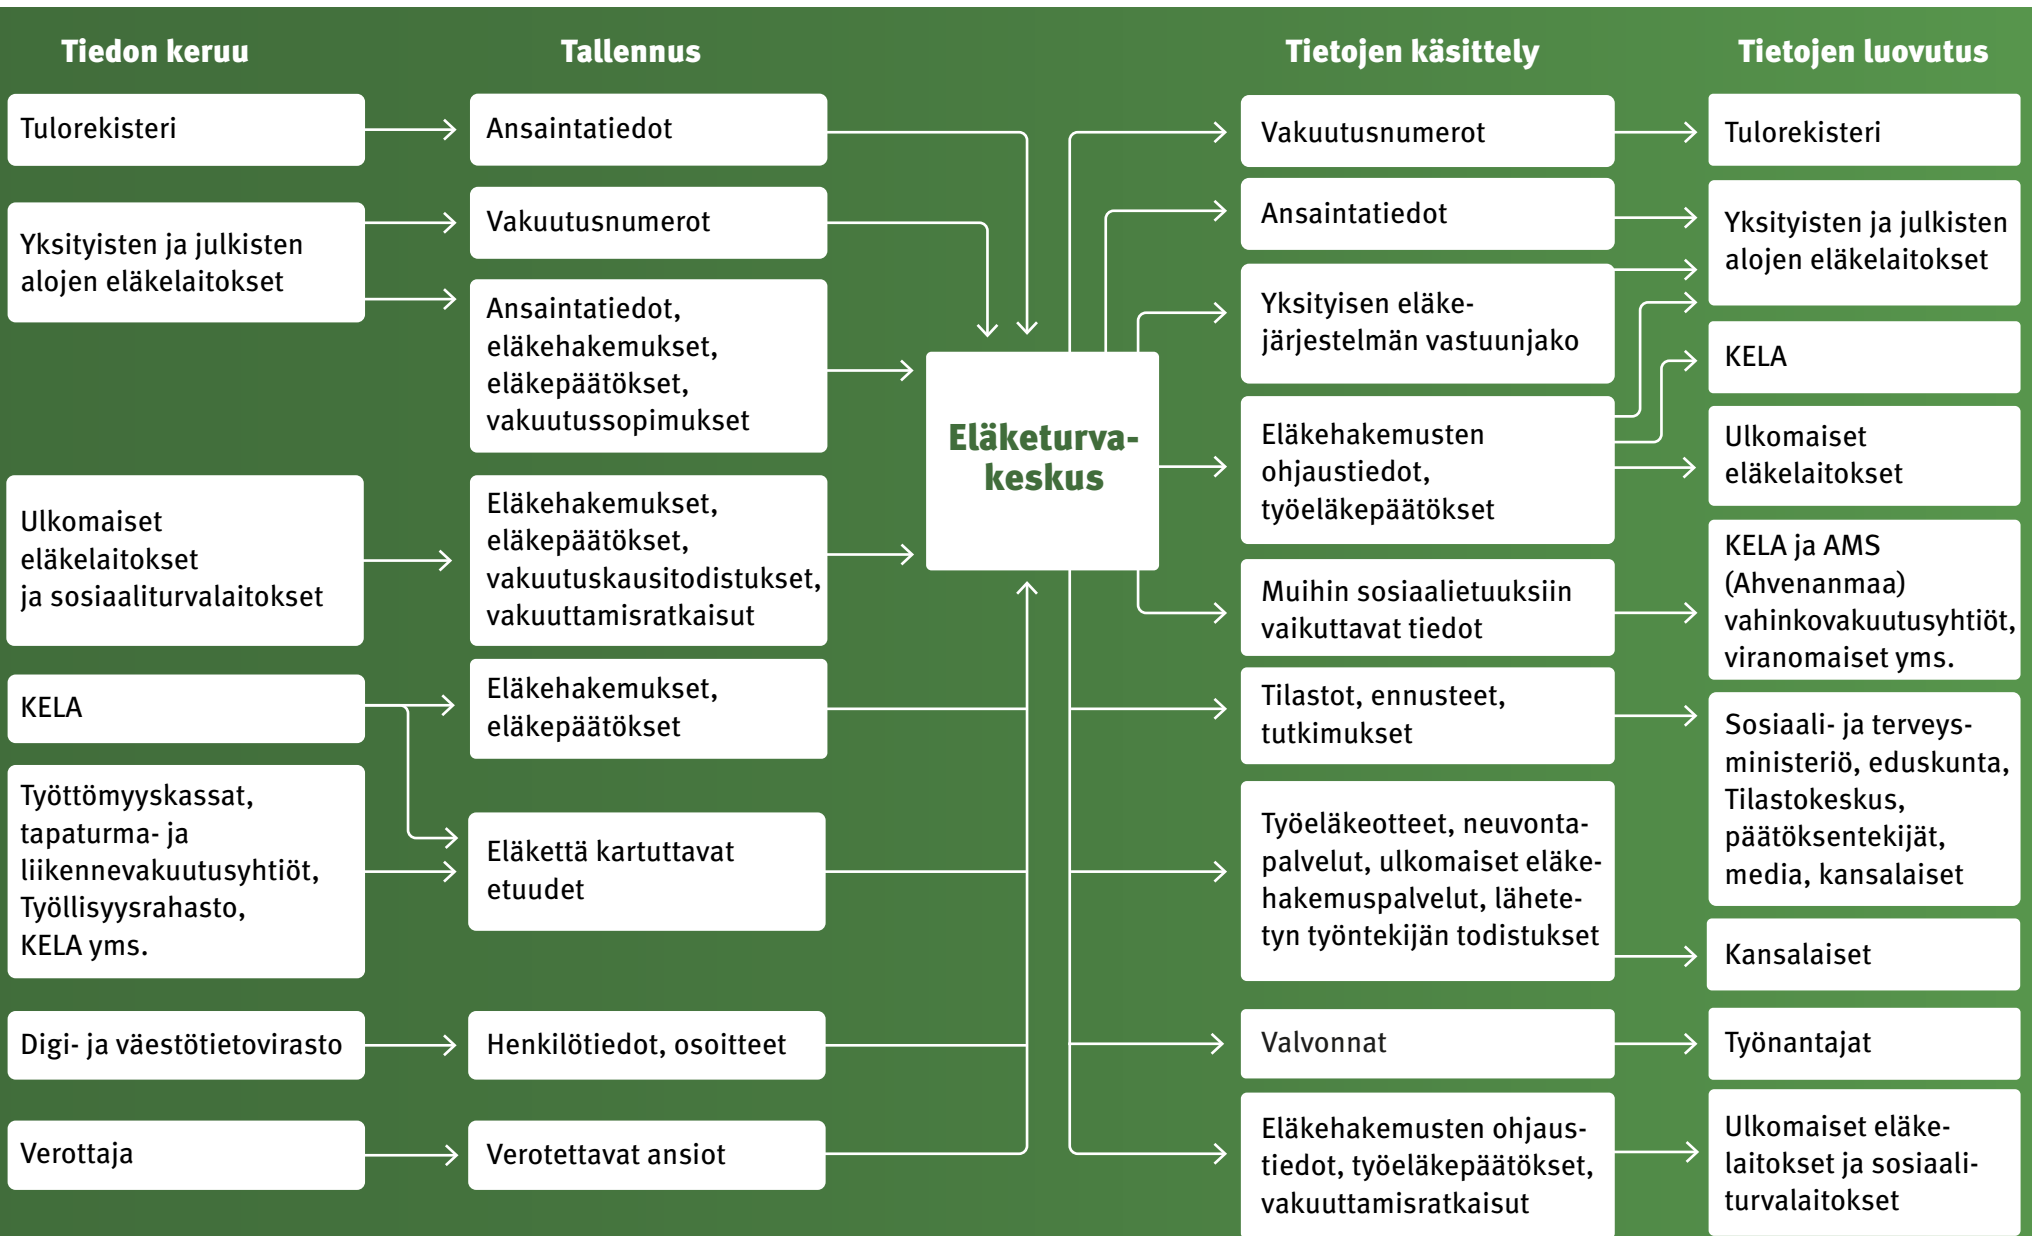 Tiedon keruu
Tulorekisteri
Yksityisten ja julkisten
alojen eläkelaitokset
Ulkomaiset
eläkelaitokset
ja sosiaaliturvalaitokset
KELA
Työttömyyskassat,
tapaturma- ja
liikennevakuutusyhtiöt,
Työllisyysrahasto,
KELA yms.
Digi- ja väestötietovirasto
Verottaja
Tallennus
Ansaintatiedot
Vakuutusnumerot
Ansaintatiedot,
eläkehakemukset,
eläkepäätökset,
vakuutussopimukset
Eläkehakemukset,
eläkepäätökset,
vakuutuskausitodistukset,
vakuuttamisratkaisut
Eläkehakemukset,
eläkepäätökset
Eläkettä kartuttavat
etuudet
Henkilötiedot, osoitteet
Verotettavat ansiot
Eläketurva-
keskus
Tietojen käsittely
Vakuutusnumerot
Ansaintatiedot
Yksityisen eläke-
järjestelmän vastuunjako
Eläkehakemusten
ohjaustiedot,
työeläkepäätökset
Muihin sosiaalietuuksiin
vaikuttavat tiedot
Tilastot, ennusteet,
tutkimukset
Työeläkeotteet, neuvonta-
palvelut, ulkomaiset eläke-
hakemuspalvelut, lähete-
tyn työntekijän todistukset
Valvonnat
Eläkehakemusten ohjaus-
tiedot, työeläkepäätökset,
vakuuttamisratkaisut
Tietojen luovutus
Tulorekisteri
Yksityisten ja julkisten
alojen eläkelaitokset
KELA
Ulkomaiset
eläkelaitokset
KELA ja AMS
(Ahvenanmaa)
vahinkovakuutusyhtiöt,
viranomaiset yms.
Sosiaali- ja terveys-
ministeriö, eduskunta,
Tilastokeskus,
päätöksentekijät,
media, kansalaiset
Kansalaiset
Työnantajat
Ulkomaiset eläke-
laitokset ja sosiaali-
turvalaitokset